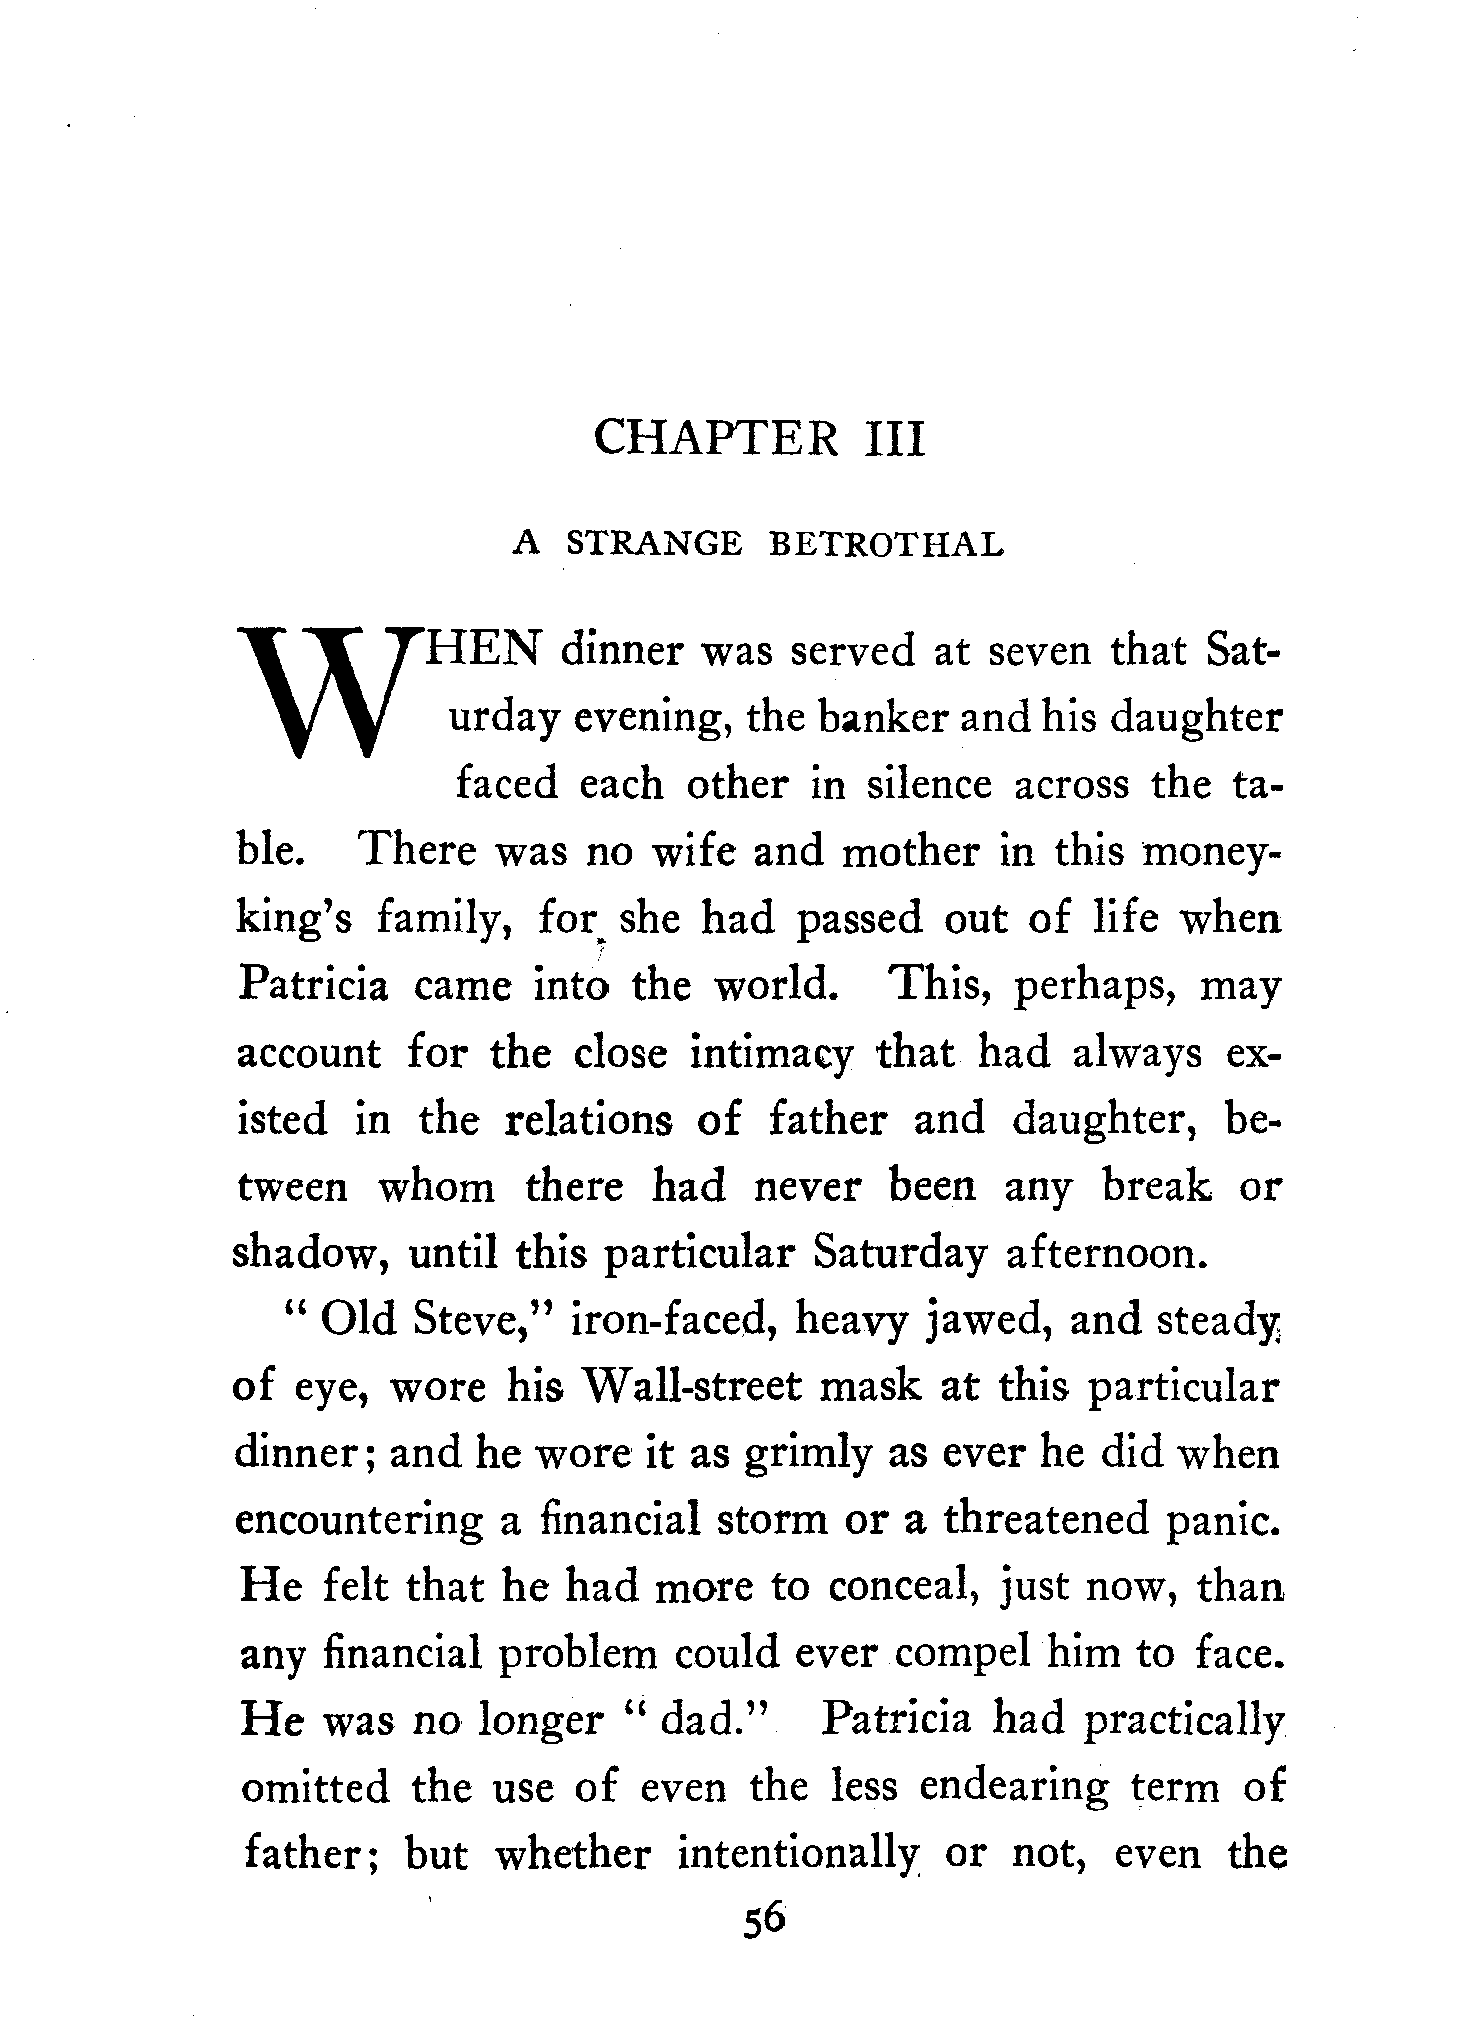 CHAPTER III
A STRANGE BETROTHAL
WHEN dinner was served at seven that Sat-
urday evening, the banker and his daughter
faced each other in silence across the ta-
ble. There was no wife and mother in this money-
king's family, for she had passed out of life when
Patricia came into the world. This, perhaps, may
account for the close intimacy that had always ex-
isted in the relations of father and daughter, be-
tween whom there had never been any break or
shadow, until this particular Saturday afternoon.
" Old Steve," iron-faced, heavy jawed, and steady
of eye, wore his Wall-street mask at this particular
dinner; and he wore it as grimly as ever he did when
encountering a financial storm or a threatened panic.
He felt that he had more to conceal, just now, than
any financial problem could ever compel him to face.
He was no longer " dad." Patricia had practically
omitted the use of even the less endearing term of
father; but whether intentionally or not, even the
56